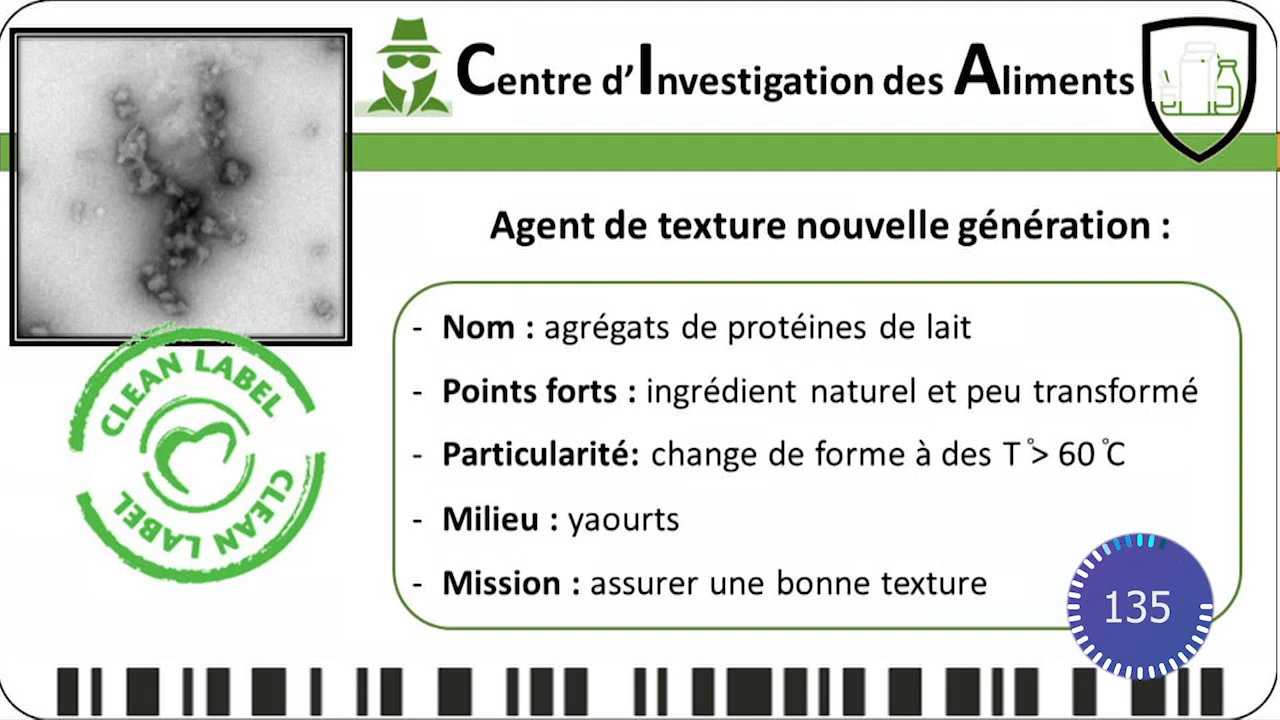 Centre d’Investigation des Aliments
Agent de texture nouvelle génération :
- Nom : agrégats de protéines de lait
- Points forts : ingrédient naturel et peu transformé
- Particularité: change de forme à des T°> 60 °C
- Milieu : yaourts
- Mission : assurer une bonne texture
CLEAN LABEL
CLEAN LABEL
135